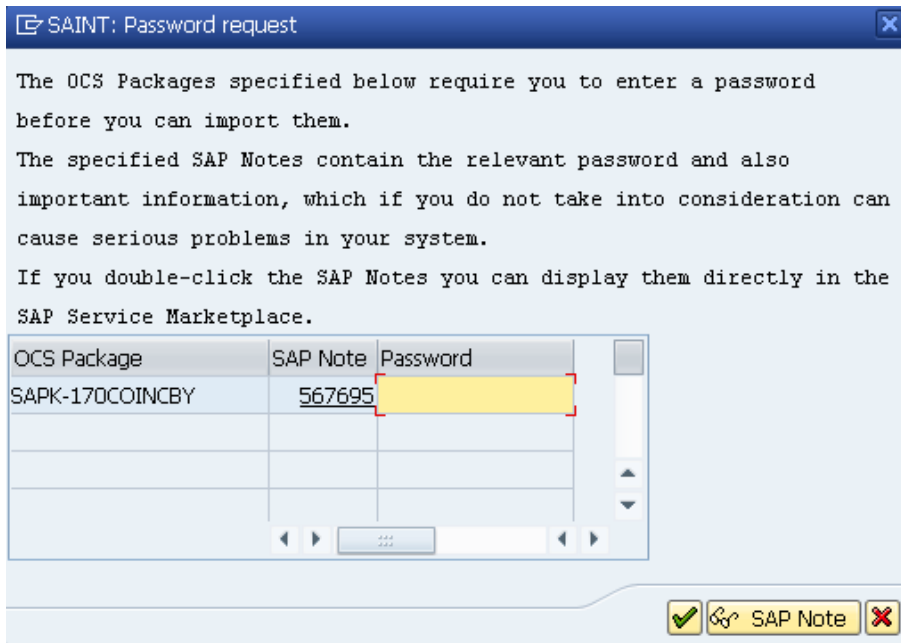 SAINT: Password request
The OCS Packages specified below require you to enter a password
before you can import them.
The specified SAP Notes contain the relevant password and also
important information, which if you do not take into consideration can
cause serious problems in your system.
If you double-click the SAP Notes you can display them directly in the
SAP Service Marketplace.
OCS Package SAP Note Password
SAPK-170COINCBY 567695
SAP Note